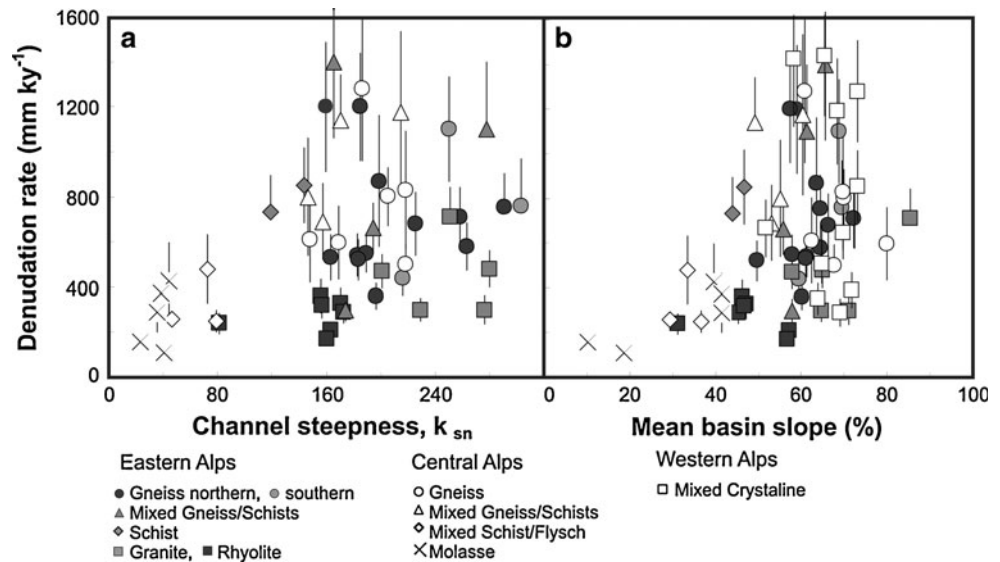 a
b
1600
1200
800
400
0
Denudation rate (mm ky-1)
0 80 160 240
0 20 40 60 80 100
Channel steepness, k sn
Mean basin slope (%)
Eastern Alps
Gneiss northern, southern
Mixed Gneiss/Schists
Schist
Granite, Rhyolite
Central Alps
Gneiss
Mixed Gneiss/Schists
Mixed Schist/Flysch
Molasse
Western Alps
Mixed Crystaline